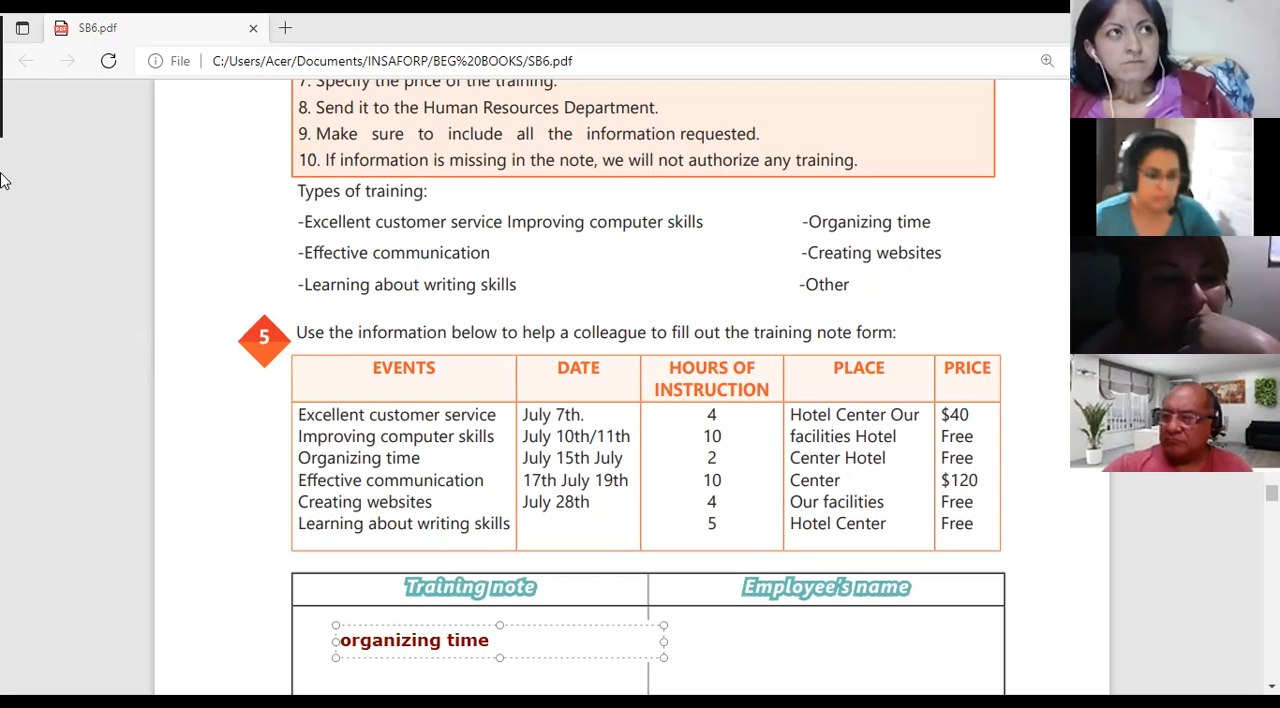 SB6.pdf
File C:/Users/Acer/Documents/INSAFORP/BEG%20BOOKS/SB6.pdf
7. Specify the price of the training.
8. Send it to the Human Resources Department.
9. Make sure to include all the information requested.
10. If information is missing in the note, we will not authorize any training.
Types of training:
-Excellent customer service Improving computer skills -Organizing time
-Effective communication -Creating websites
-Learning about writing skills -Other
5 Use the information below to help a colleague to fill out the training note form:
EVENTS DATE HOURS OF INSTRUCTION PLACE PRICE
Excellent customer service July 7th. 4 Hotel Center Our $40
Improving computer skills July 10th/11th 10 facilities Hotel Free
Organizing time July 15th July 2 Center Hotel Free
Effective communication 17th July 19th 10 Center $120
Creating websites July 28th 4 Our facilities Free
Learning about writing skills 5 Hotel Center Free
Training note Employee's name
organizing time